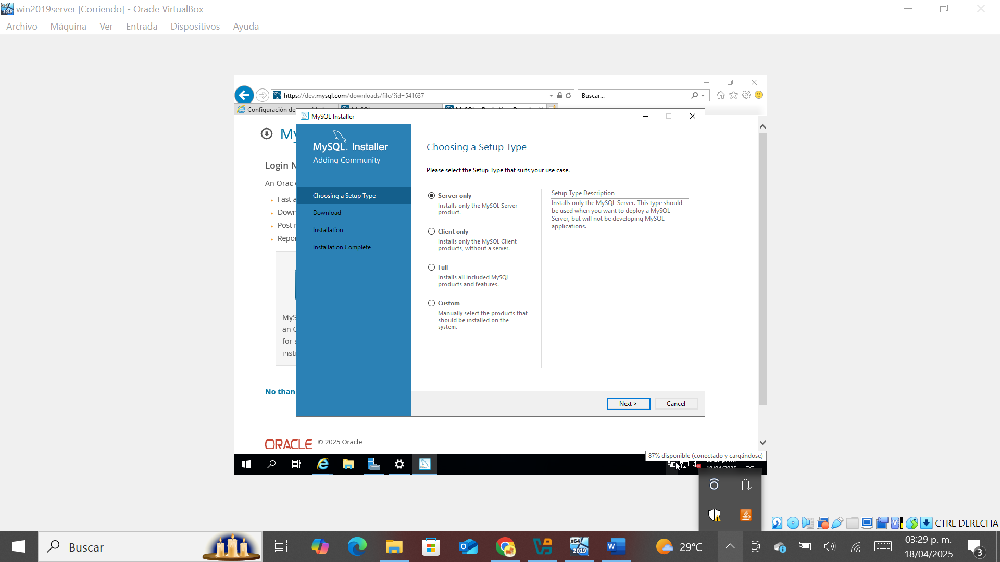 win2019server [Corriendo] - Oracle VirtualBox
Archivo Máquina Ver Entrada Dispositivos Ayuda
https://dev.mysql.com/downloads/file/?id=541637
Buscar...
Configuración de
MySQL Installer
My
MySQL. Installer
Adding Community
Choosing a Setup Type
Login N
Please select the Setup Type that suits your use case.
An Oracl
Choosing a Setup Type
Server only
Setup Type Description
Fast a
Installs only the MySQL Server
product.
Installs only the MySQL Server. This type should
be used when you want to deploy a MySQL
Server, but will not be developing MySQL
applications.
Download
Down
Post r
Installation
Client only
Repor
Installs only the MySQL Client
products, without a server.
Installation Complete
Full
Installs all included MySQL
products and features.
Custom
Manually select the products that
should be installed on the
system.
MyS
an O
for a
instr
No than
Next >
Cancel
ORACLE © 2025 Oracle
87% disponible (conectado y cargándose)
18/04/2025
CTRL DERECHA
Buscar
x64
2019
29°C
03:29 p. m.
18/04/2025
3